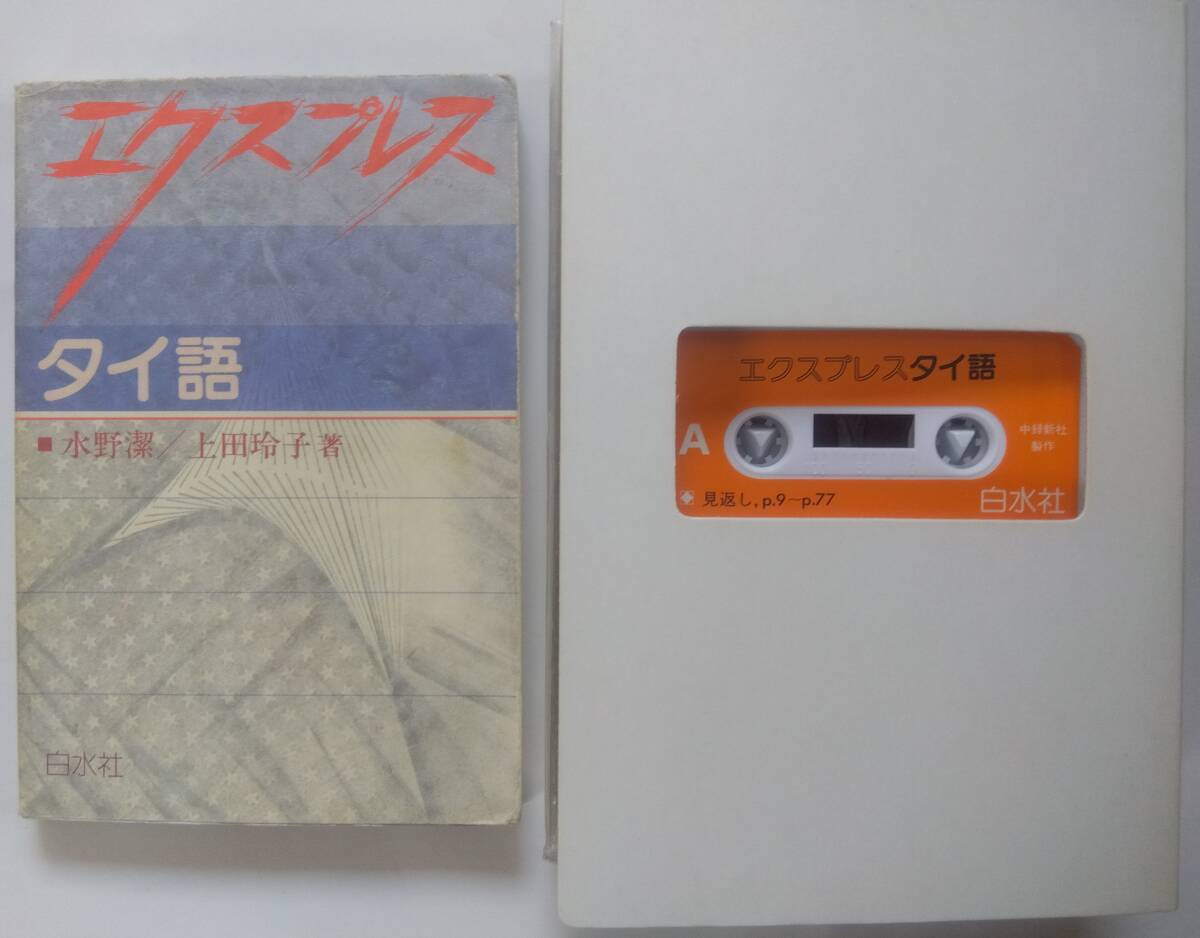 エクスプレス
タイ語
■水野潔／上田玲子著
白水社
エクスプレスタイ語
A
中録新社
製作
見返し,p.9～p.77
白水社